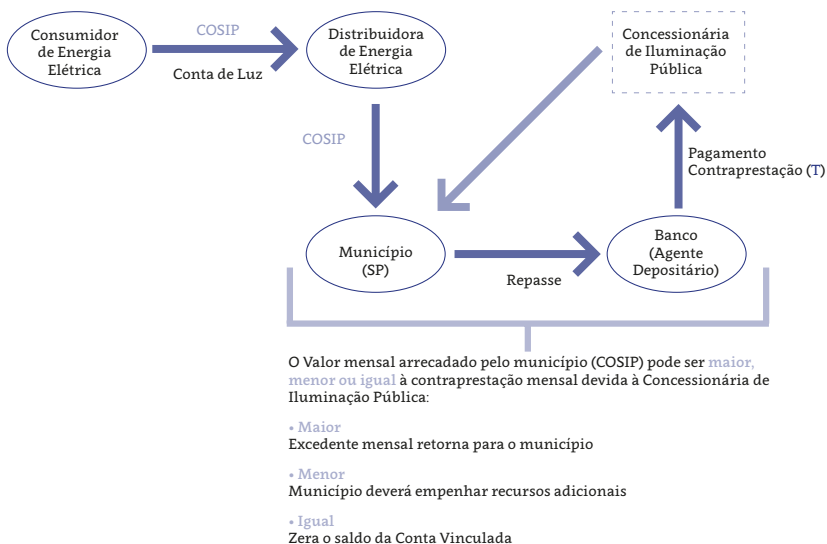 Consumidor
de Energia
Elétrica
COSIP
Conta de Luz
Distribuidora
de Energia
Elétrica
Concessionária
de Iluminação
Pública
COSIP
Pagamento
Contraprestação (T)
Município
(SP)
Repasse
Banco
(Agente
Depositário)
O Valor mensal arrecadado pelo município (COSIP) pode ser maior,
menor ou igual à contraprestação mensal devida à Concessionária de
Iluminação Pública:
• Maior
Excedente mensal retorna para o município
• Menor
Município deverá empenhar recursos adicionais
• Igual
Zera o saldo da Conta Vinculada